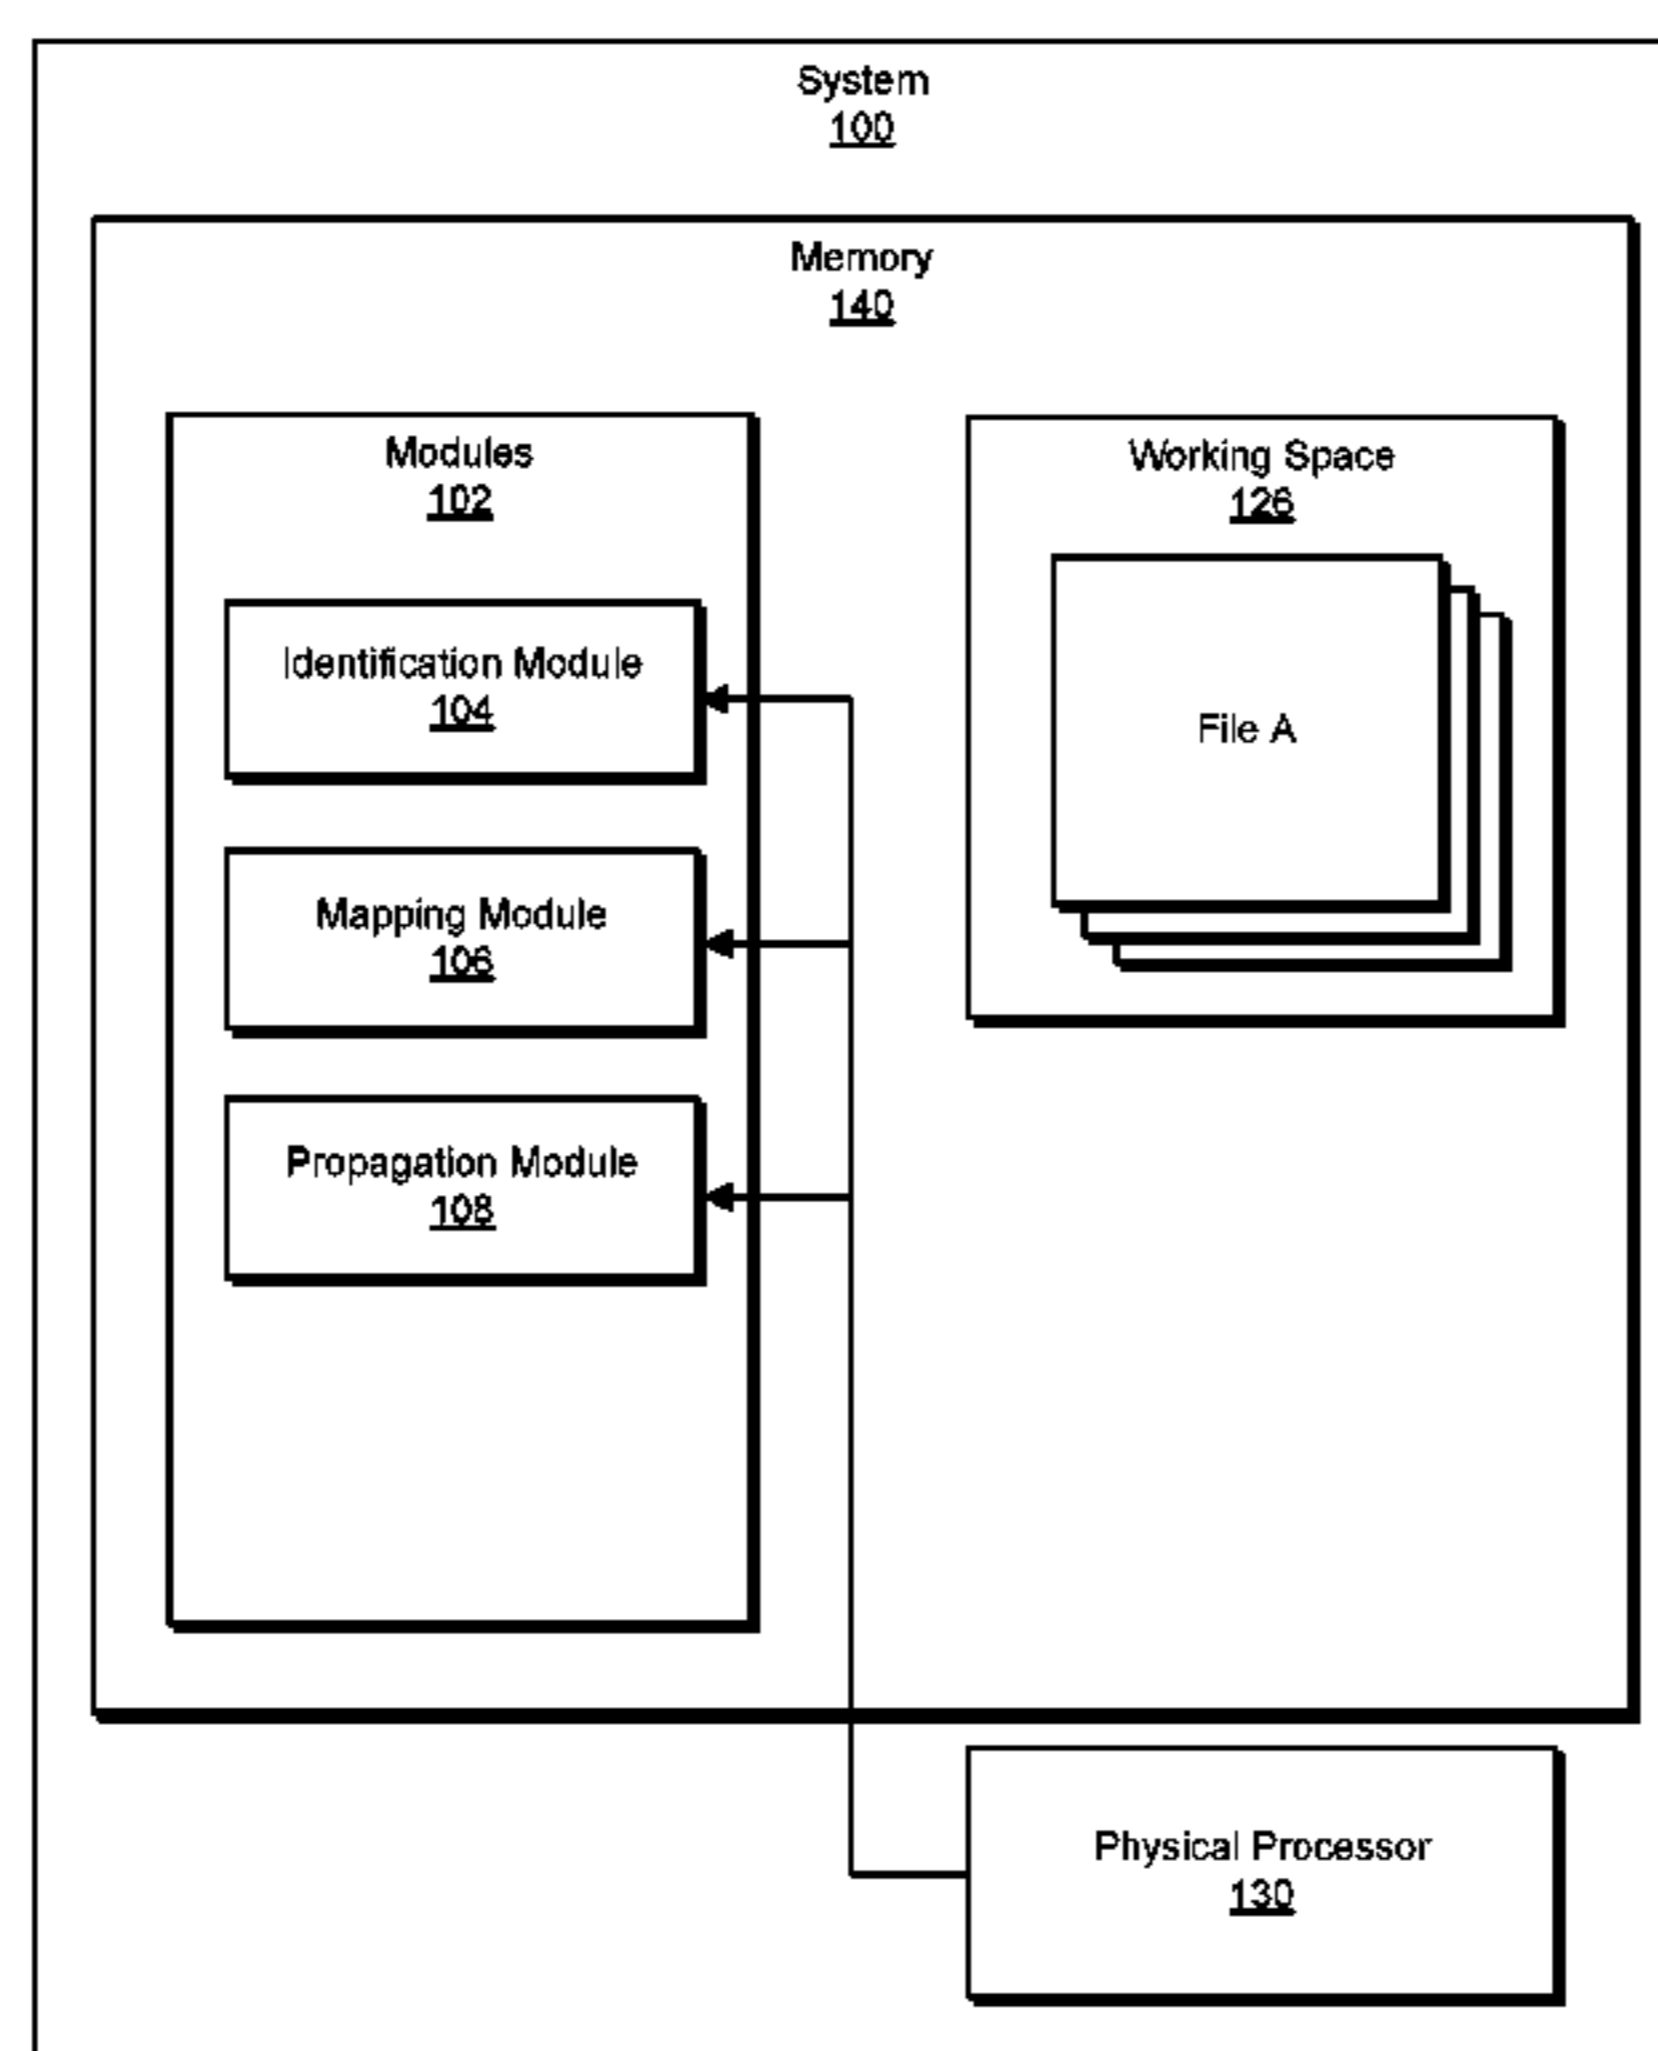 System
100
Memory
140
Modules
102
Identification Module
104
Mapping Module
106
Propagation Module
108
Working Space
126
File A
Physical Processor
130